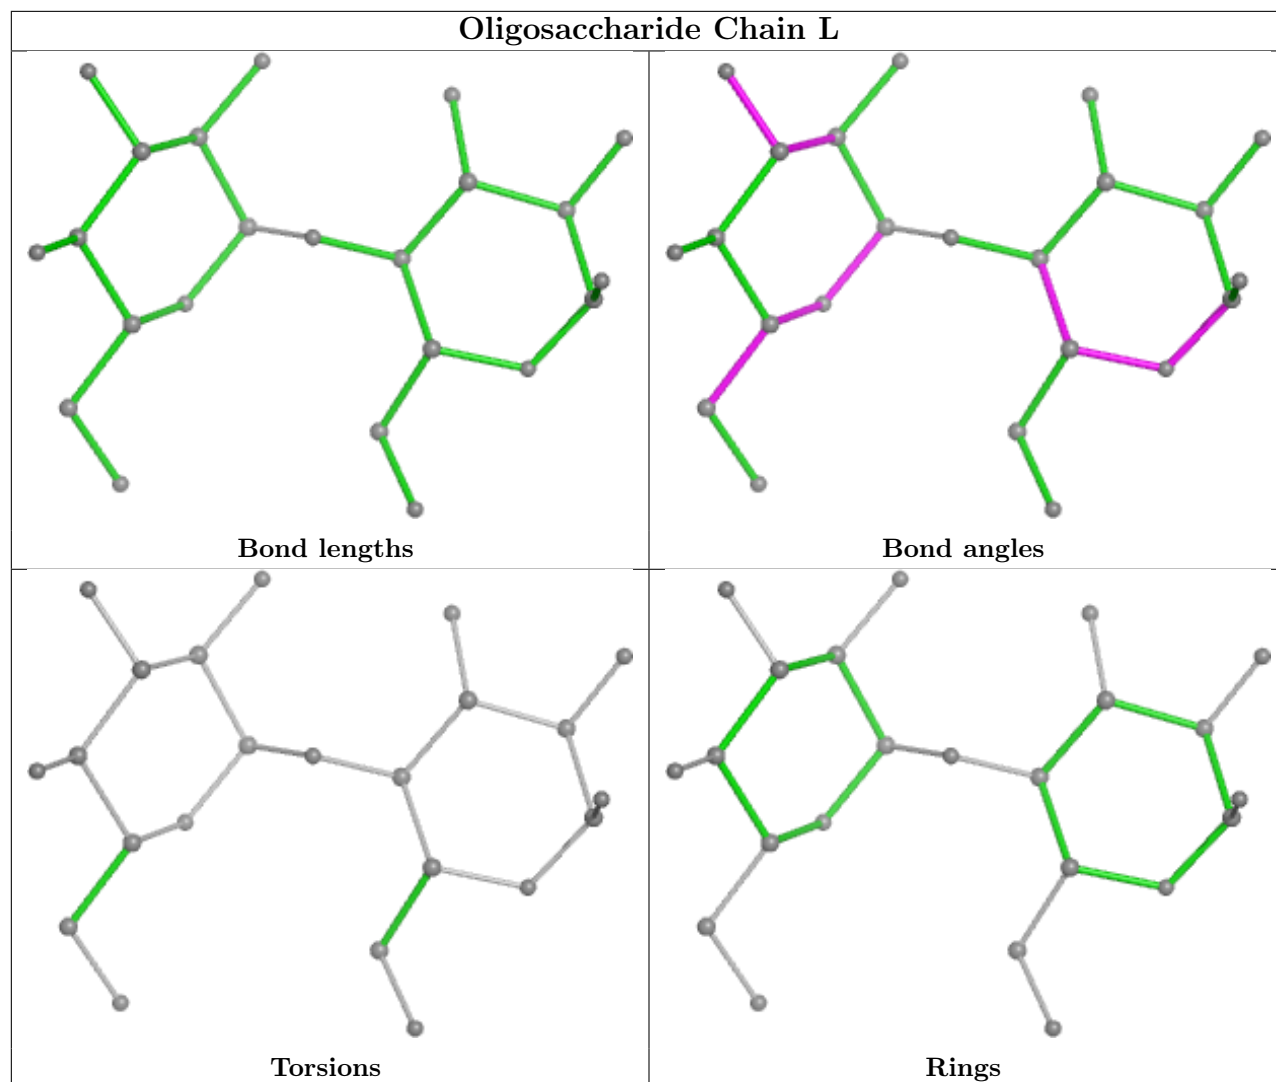 Oligosaccharide Chain L
Bond lengths
Bond angles
Torsions
Rings